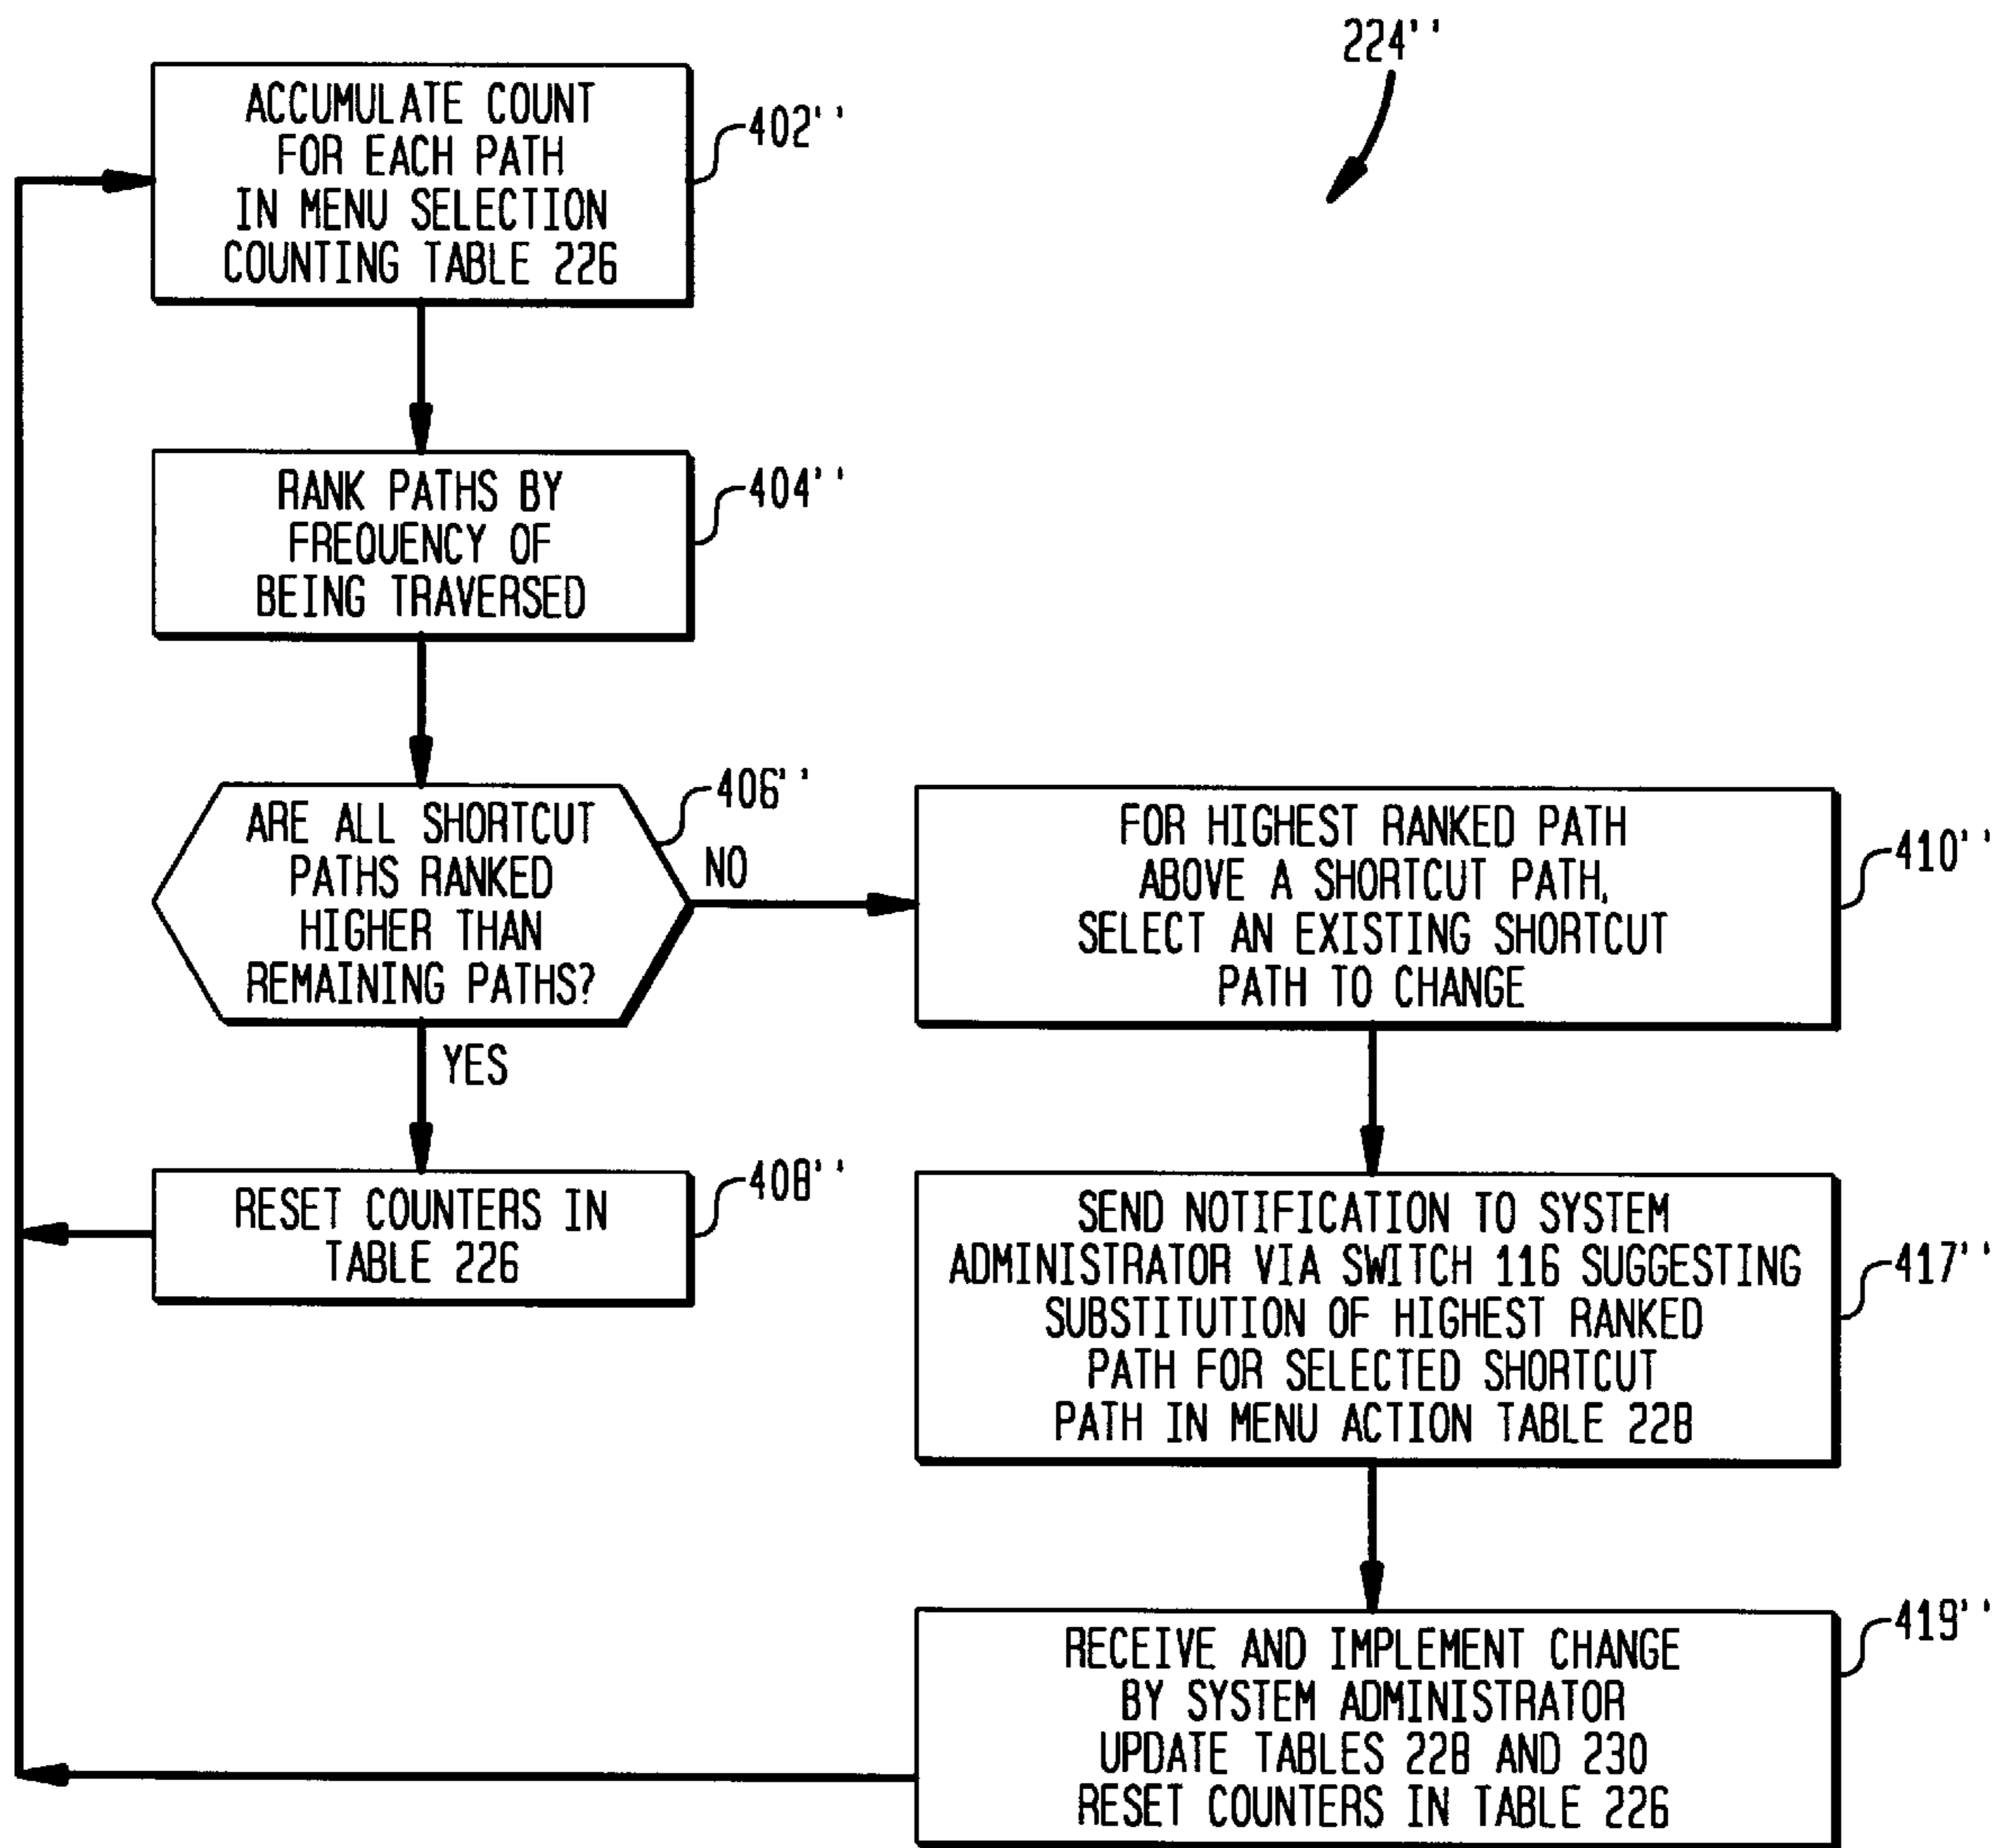 224''
ACCUMULATE COUNT
FOR EACH PATH
IN MENU SELECTION
COUNTING TABLE 226
402''
RANK PATHS BY
FREQUENCY OF
BEING TRAVERSED
404''
ARE ALL SHORTCUT
PATHS RANKED
HIGHER THAN
REMAINING PATHS?
406''
NO
YES
RESET COUNTERS IN
TABLE 226
408''
FOR HIGHEST RANKED PATH
ABOVE A SHORTCUT PATH,
SELECT AN EXISTING SHORTCUT
PATH TO CHANGE
410''
SEND NOTIFICATION TO SYSTEM
ADMINISTRATOR VIA SWITCH 116 SUGGESTING
SUBSTITUTION OF HIGHEST RANKED
PATH FOR SELECTED SHORTCUT
PATH IN MENU ACTION TABLE 228
417''
RECEIVE AND IMPLEMENT CHANGE
BY SYSTEM ADMINISTRATOR
UPDATE TABLES 228 AND 230
RESET COUNTERS IN TABLE 226
419''